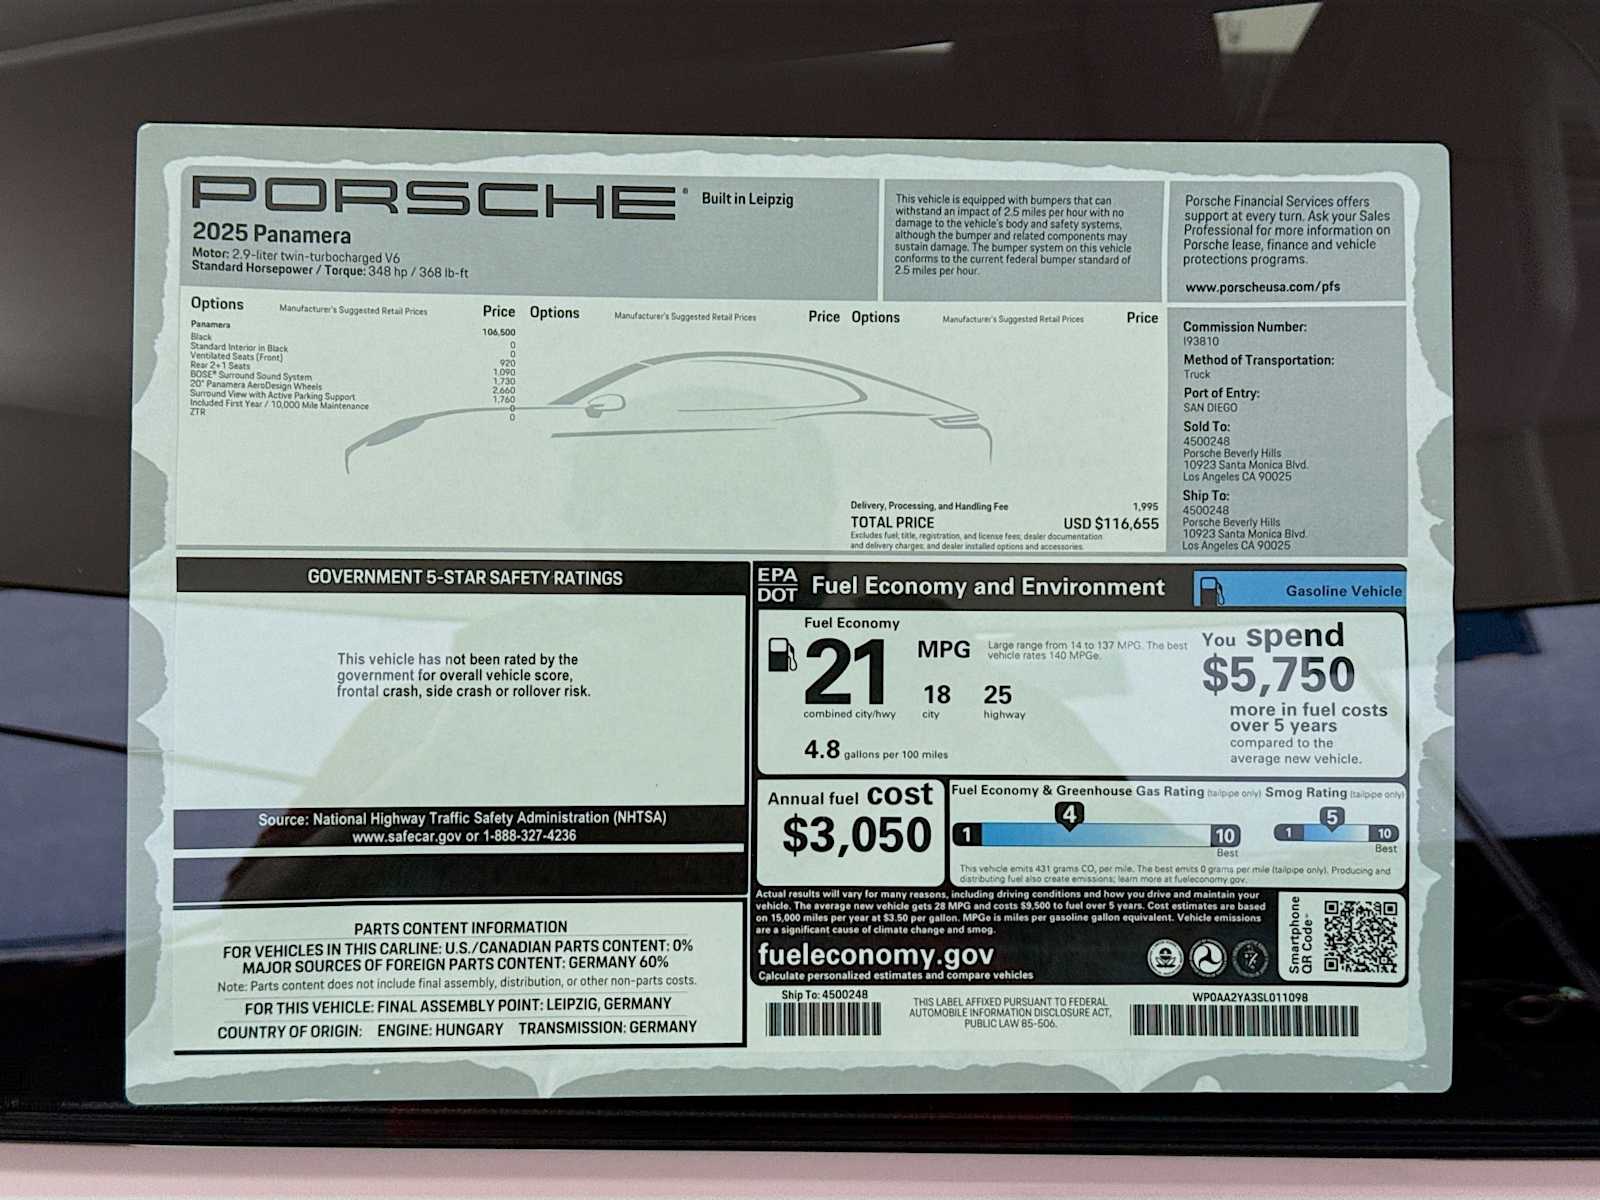 PORSCHE® Built in Leipzig
2025 Panamera
Motor: 2.9-liter twin-turbocharged V6
Standard Horsepower / Torque: 348 hp / 368 lb-ft
This vehicle is equipped with bumpers that can
withstand an impact of 2.5 miles per hour with no
damage to the vehicle's body and safety systems,
although the bumper and related components may
sustain damage. The bumper system on this vehicle
conforms to the current federal bumper standard of
2.5 miles per hour.
Porsche Financial Services offers
support at every turn. Ask your Sales
Professional for more information on
Porsche lease, finance and vehicle
protections programs.
www.porscheusa.com/pfs
Options Manufacturer's Suggested Retail Prices Price Options Manufacturer's Suggested Retail Prices Price Options Manufacturer's Suggested Retail Prices Price
Panamera 106,500
Black 0
Standard Interior in Black 0
Ventilated Seats (Front) 920
Rear 2+1 Seats 1,090
BOSE® Surround Sound System 1,730
20" Panamera AeroDesign Wheels 2,660
Surround View with Active Parking Support 1,760
Included First Year / 10,000 Mile Maintenance 0
ZTR 0
Delivery, Processing, and Handling Fee 1,995
TOTAL PRICE USD $116,655
Excludes fuel, title, registration, and license fees, dealer documentation
and delivery charges, and dealer installed options and accessories.
Commission Number:
I93810
Method of Transportation:
Truck
Port of Entry:
SAN DIEGO
Sold To:
4500248
Porsche Beverly Hills
10923 Santa Monica Blvd.
Los Angeles CA 90025
Ship To:
4500248
Porsche Beverly Hills
10923 Santa Monica Blvd.
Los Angeles CA 90025
GOVERNMENT 5-STAR SAFETY RATINGS
This vehicle has not been rated by the
government for overall vehicle score,
frontal crash, side crash or rollover risk.
Source: National Highway Traffic Safety Administration (NHTSA)
www.safecar.gov or 1-888-327-4236
PARTS CONTENT INFORMATION
FOR VEHICLES IN THIS CARLINE: U.S./CANADIAN PARTS CONTENT: 0%
MAJOR SOURCES OF FOREIGN PARTS CONTENT: GERMANY 60%
Note: Parts content does not include final assembly, distribution, or other non-parts costs.
FOR THIS VEHICLE: FINAL ASSEMBLY POINT: LEIPZIG, GERMANY
COUNTRY OF ORIGIN: ENGINE: HUNGARY TRANSMISSION: GERMANY
EPA
DOT
Fuel Economy and Environment
Gasoline Vehicle
Fuel Economy
21 MPG
combined city/hwy
18 city
25 highway
4.8 gallons per 100 miles
Large range from 14 to 137 MPG. The best
vehicle rates 140 MPGe.
You spend
$5,750
more in fuel costs
over 5 years
compared to the
average new vehicle.
Annual fuel cost
$3,050
Fuel Economy & Greenhouse Gas Rating (tailpipe only) Smog Rating (tailpipe only)
4 5
1 10 1 10
Best Best
This vehicle emits 431 grams CO₂ per mile. The best emits 0 grams per mile (tailpipe only). Producing and
distributing fuel also create emissions; learn more at fueleconomy.gov.
Actual results will vary for many reasons, including driving conditions and how you drive and maintain your
vehicle. The average new vehicle gets 28 MPG and costs $9,500 to fuel over 5 years. Cost estimates are based
on 15,000 miles per year at $3.50 per gallon. MPGe is miles per gasoline gallon equivalent. Vehicle emissions
are a significant cause of climate change and smog.
fueleconomy.gov
Calculate personalized estimates and compare vehicles
Smartphone
QR Code™
Ship To: 4500248
THIS LABEL AFFIXED PURSUANT TO FEDERAL
AUTOMOBILE INFORMATION DISCLOSURE ACT,
PUBLIC LAW 85-506.
WP0AA2YA3SL011098